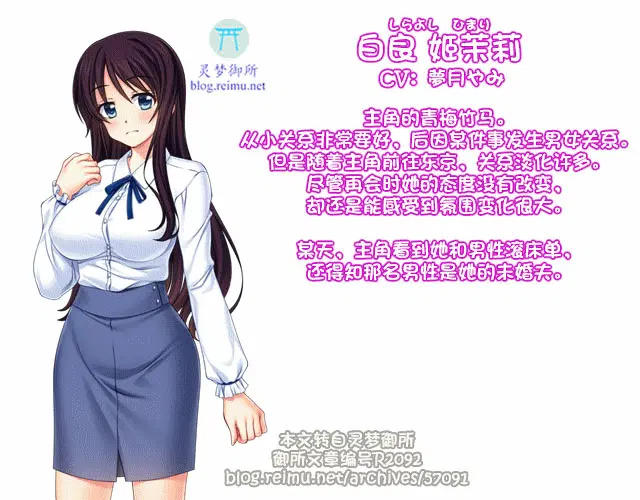 しらよし ひまり
白良 姫茉莉
CV：夢月やみ
灵梦御所
blog.reimu.net
主角的青梅竹马。
从小关系非常要好，后因某件事发生男女关系。
但是随着主角前往东京，关系淡化许多。
尽管再会时她的态度没有改变，
却还是能感受到氛围变化很大。
某天，主角看到她和男性滚床单，
还得知那名男性是她的未婚夫。
本文转自灵梦御所
御所文章编号R2092
blog.reimu.net/archives/57091